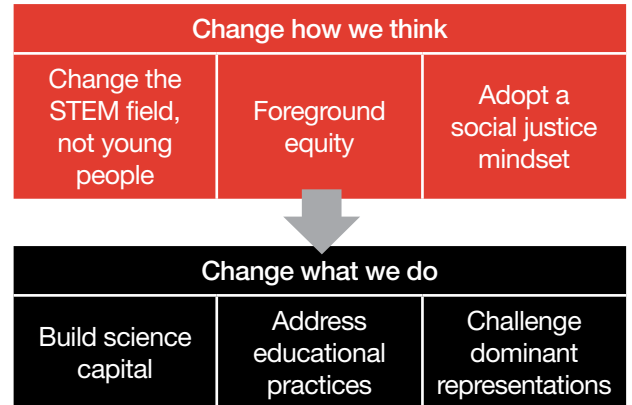 Change how we think
Change the
STEM field,
not young
people
Foreground
equity
Adopt a
social justice
mindset
Change what we do
Build science
capital
Address
educational
practices
Challenge
dominant
representations